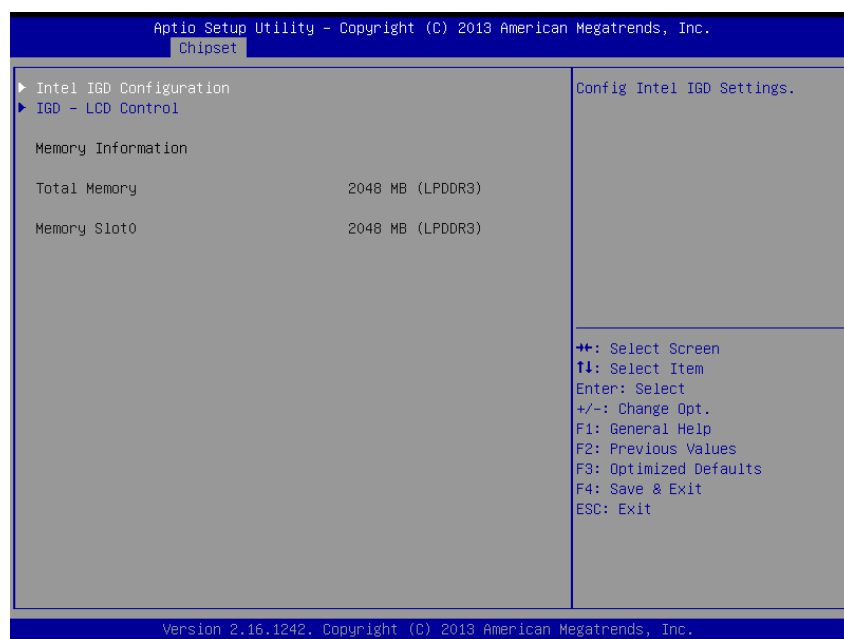 Aptio Setup Utility – Copyright (C) 2013 American Megatrends, Inc.
Chipset
Intel IGD Configuration
IGD – LCD Control
Memory Information
Total Memory 2048 MB (LPDDR3)
Memory Slot0 2048 MB (LPDDR3)
Config Intel IGD Settings.
→←: Select Screen
↑↓: Select Item
Enter: Select
+/-: Change Opt.
F1: General Help
F2: Previous Values
F3: Optimized Defaults
F4: Save & Exit
ESC: Exit
Version 2.16.1242. Copyright (C) 2013 American Megatrends, Inc.